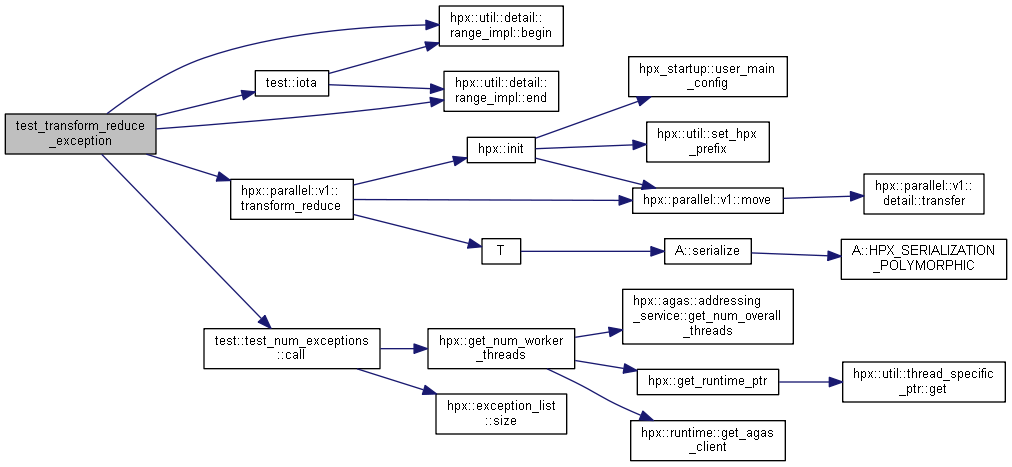 test_transform_reduce
_exception
hpx::util::detail::
range_impl::begin
test::iota
hpx::util::detail::
range_impl::end
hpx::parallel::v1::
transform_reduce
hpx::init
hpx_startup::user_main
_config
hpx::util::set_hpx
_prefix
hpx::parallel::v1::move
hpx::parallel::v1::
detail::transfer
T
A::serialize
A::HPX_SERIALIZATION
_POLYMORPHIC
test::test_num_exceptions
::call
hpx::get_num_worker
_threads
hpx::agas::addressing
_service::get_num_overall
_threads
hpx::get_runtime_ptr
hpx::util::thread_specific
_ptr::get
hpx::exception_list
::size
hpx::runtime::get_agas
_client